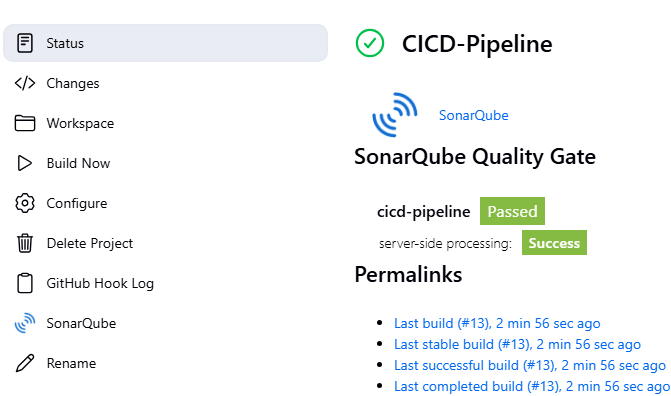 Status
Changes
Workspace
Build Now
Configure
Delete Project
GitHub Hook Log
SonarQube
Rename
CICD-Pipeline
SonarQube
SonarQube Quality Gate
cicd-pipeline Passed
server-side processing: Success
Permalinks
Last build (#13), 2 min 56 sec ago
Last stable build (#13), 2 min 56 sec ago
Last successful build (#13), 2 min 56 sec ago
Last completed build (#13), 2 min 56 sec ago